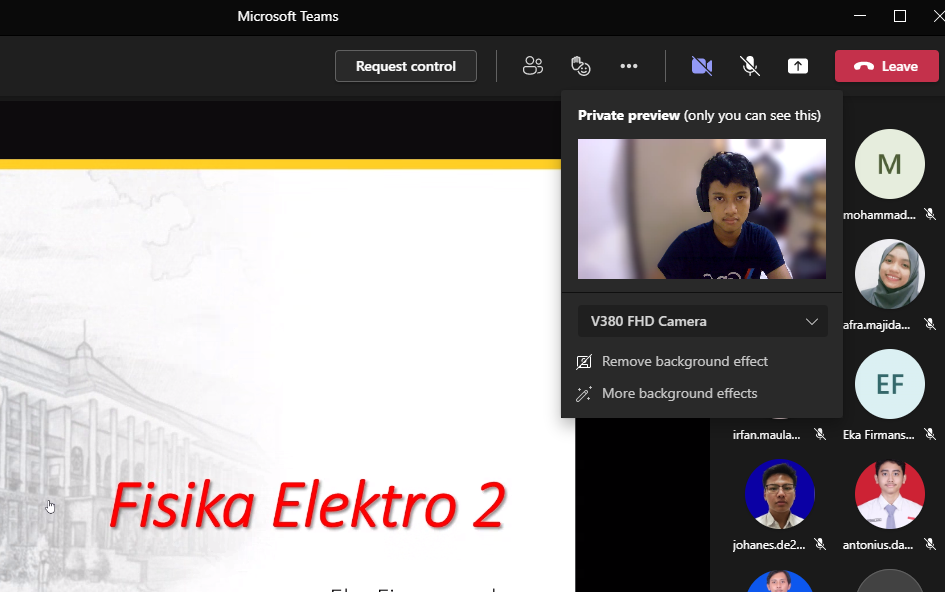 Microsoft Teams
Request control
Leave
Private preview (only you can see this)
M
mohammad...
afra.majida...
V380 FHD Camera
Remove background effect
More background effects
EF
irfan.maula...
Eka Firmans...
Fisika Elektro 2
johanes.de2...
antonius.da...